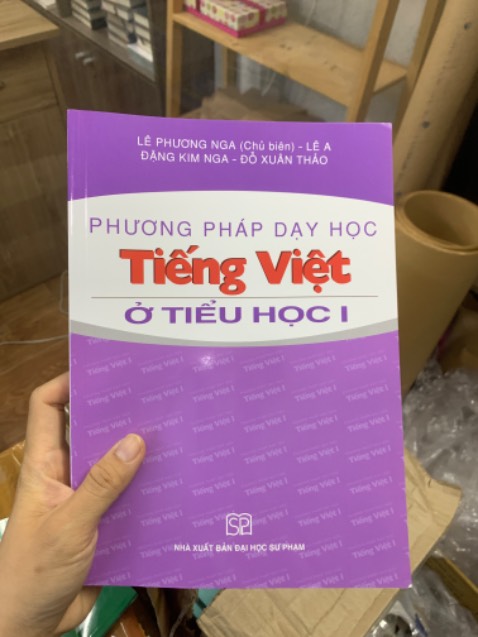 LÊ PHƯƠNG NGA (Chủ biên) - LÊ A
ĐẶNG KIM NGA - ĐỖ XUÂN THẢO
PHƯƠNG PHÁP DẠY HỌC
Tiếng Việt
Ở TIỂU HỌC I
SP
NHÀ XUẤT BẢN ĐẠI HỌC SƯ PHẠM